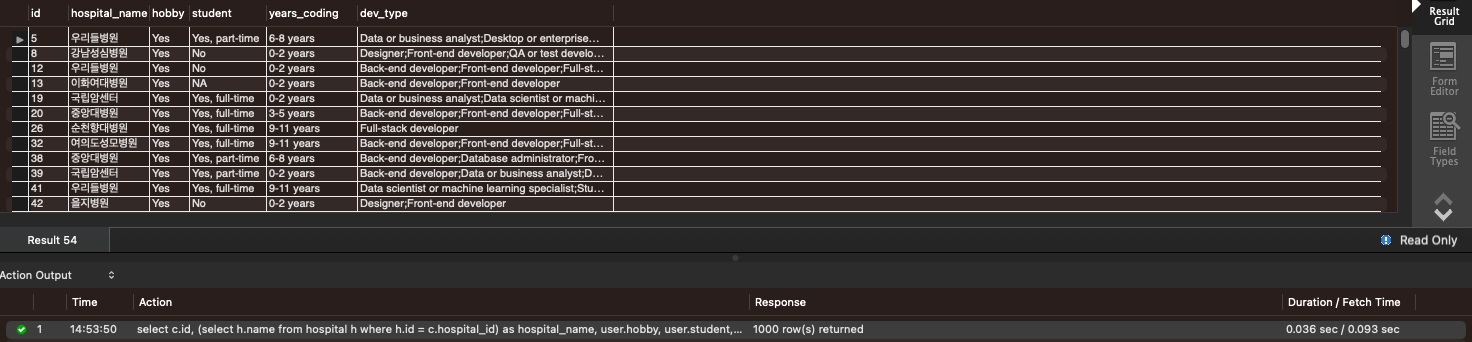 id hospital_name hobby student years_coding dev_type
5 우리들병원 Yes Yes, part-time 6-8 years Data or business analyst;Desktop or enterprise...
8 강남성심병원 Yes No 0-2 years Designer;Front-end developer;QA or test develo...
12 우리들병원 Yes No 0-2 years Back-end developer;Front-end developer;Full-st...
13 이화여대병원 Yes NA 0-2 years Back-end developer;Front-end developer
19 국립암센터 Yes Yes, full-time 0-2 years Data or business analyst;Data scientist or machi...
20 중앙대병원 Yes Yes, full-time 3-5 years Back-end developer;Front-end developer;Full-st...
26 순천향대병원 Yes Yes, full-time 9-11 years Full-stack developer
32 여의도성모병원 Yes Yes, full-time 9-11 years Back-end developer;Front-end developer;Full-st...
38 중앙대병원 Yes Yes, part-time 6-8 years Back-end developer;Database administrator;Fro...
39 국립암센터 Yes Yes, part-time 0-2 years Back-end developer;Data or business analyst;D...
41 우리들병원 Yes Yes, full-time 9-11 years Data scientist or machine learning specialist;Stu...
42 을지병원 Yes No 0-2 years Designer;Front-end developer
Result
Grid
Form
Editor
Field
Types
Result 54
Read Only
Action Output
Time Action Response Duration / Fetch Time
1 14:53:50 select c.id, (select h.name from hospital h where h.id = c.hospital_id) as hospital_name, user.hobby, user.student,... 1000 row(s) returned 0.036 sec / 0.093 sec